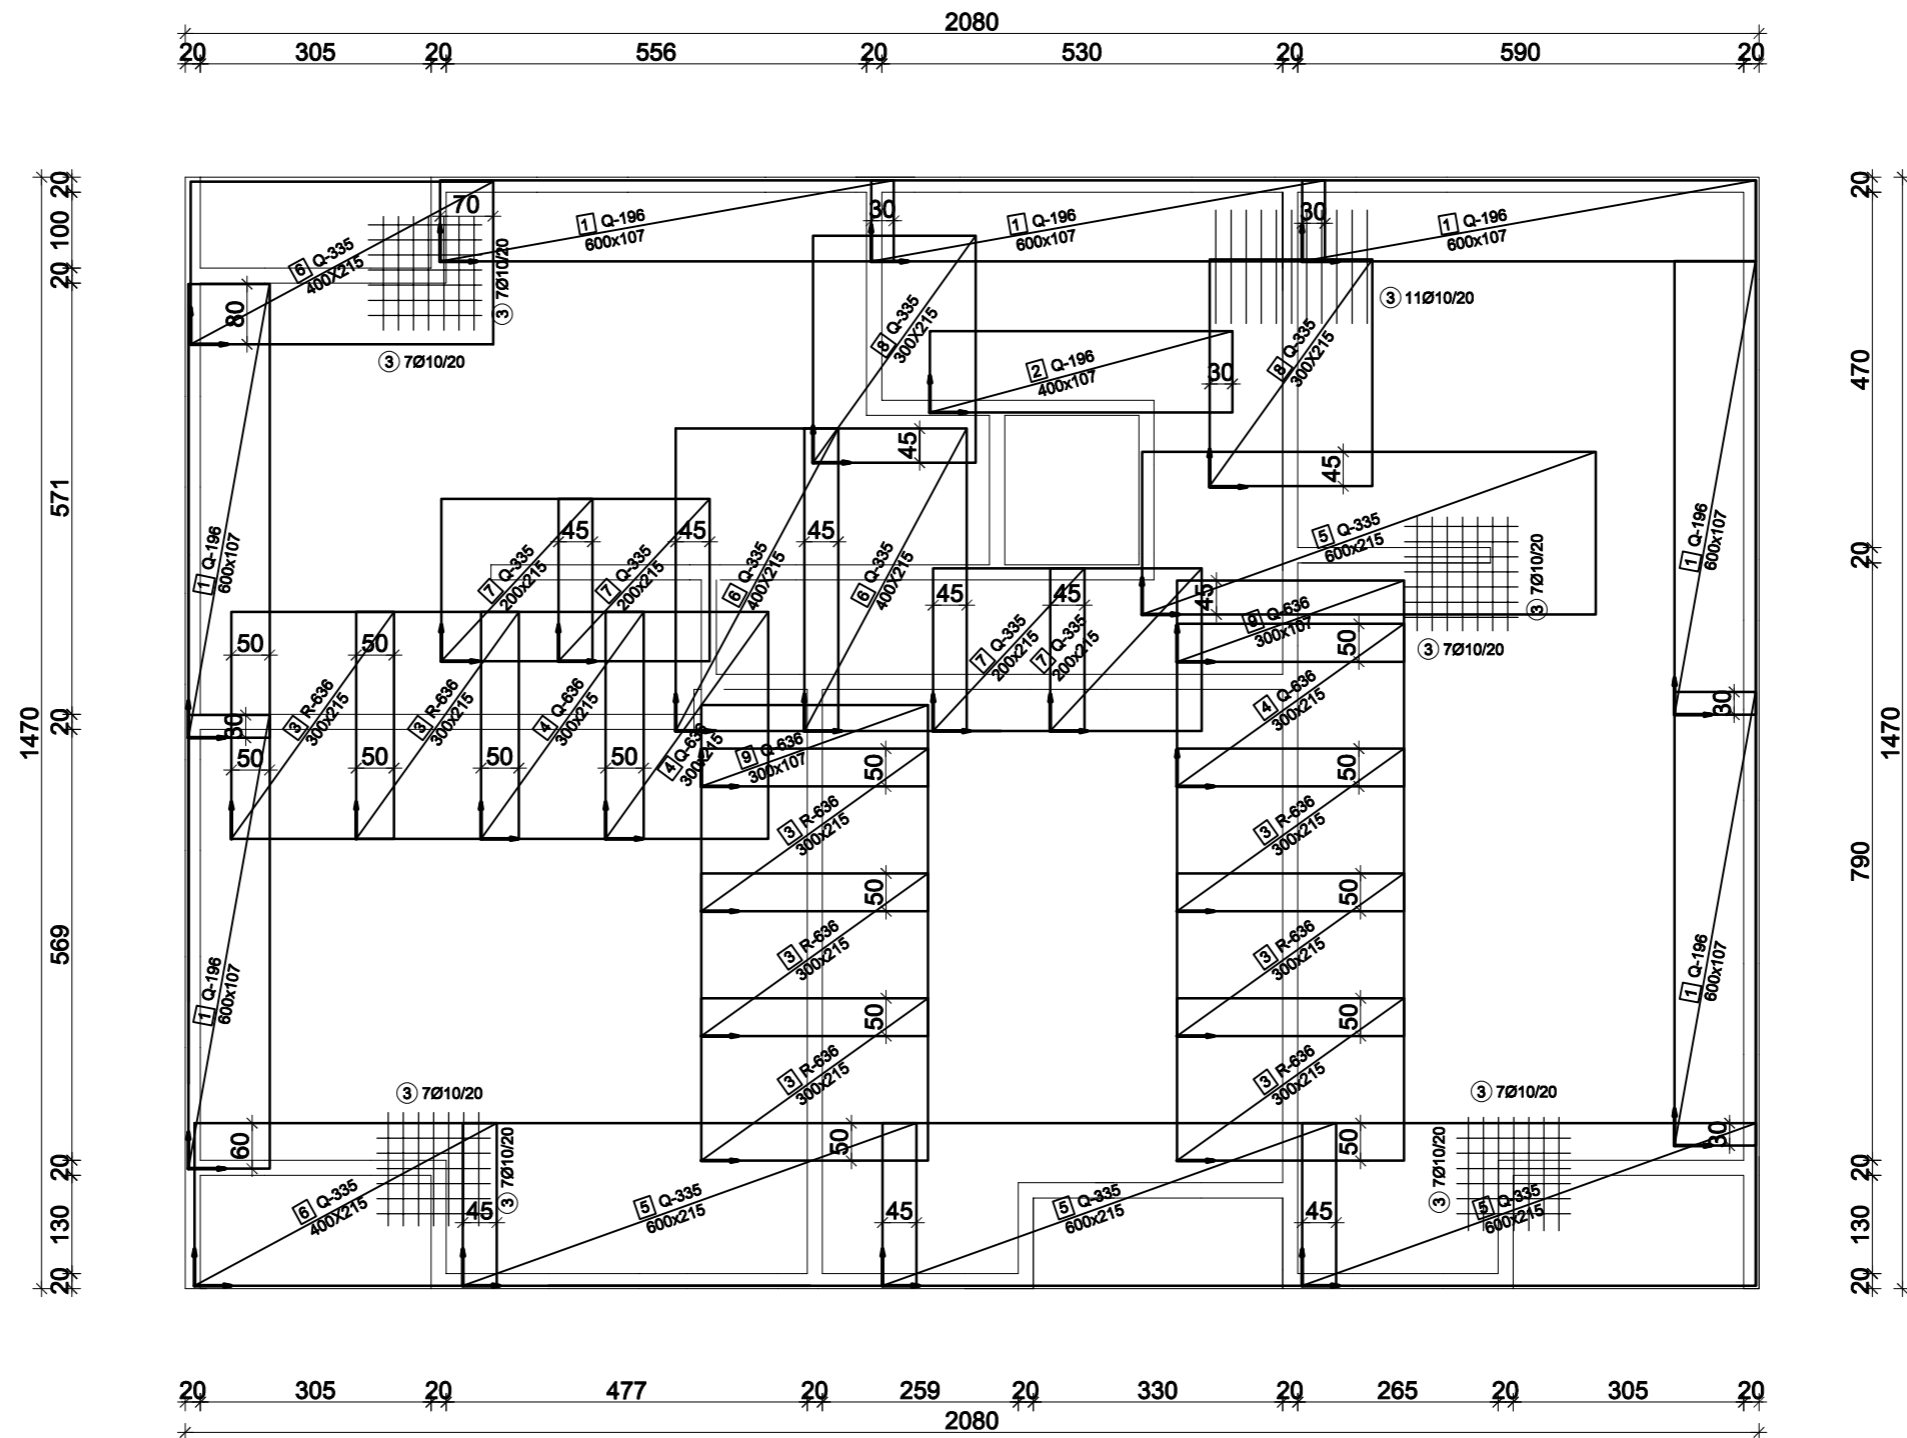 2080
20 305 20 556 20 530 20 590 20
20
100
20
571
20
569
20
130
20
1470
20
470
20
790
20
130
20
1470
6 Q-335
400X215
70
1 Q-196
600x107
30
1 Q-196
600x107
30
1 Q-196
600x107
3 7Ø10/20
3 7Ø10/20
80
3 11Ø10/20
8 Q-335
300X215
8 Q-335
300X215
2 Q-196
400x107
30
45
45
5 Q-335
600x215
3 7Ø10/20
3 7Ø10/20
1 Q-196
600x107
1 Q-196
600x107
45
45
45
7 Q-335
200x215
7 Q-335
200x215
6 Q-335
400X215
6 Q-335
400X215
45
45
45
7 Q-335
200x215
7 Q-335
200x215
9 Q-636
300x107
50
50
50
3 R-636
300x215
3 R-636
300x215
4 Q-636
300x215
4 Q-636
300x215
4 Q-636
300x215
30
30
50
50
50
9 Q-636
300x107
50
50
3 R-636
300x215
3 R-636
300x215
50
50
3 R-636
300x215
3 R-636
300x215
1 Q-196
600x107
1 Q-196
600x107
50
50
3 R-636
300x215
3 R-636
300x215
3 7Ø10/20
3 7Ø10/20
3 7Ø10/20
3 7Ø10/20
60
50
50
30
6 Q-335
400X215
45
5 Q-335
600x215
45
5 Q-335
600x215
45
5 Q-335
600x215
20 305 20 477 20 259 20 330 20 265 20 305 20
2080